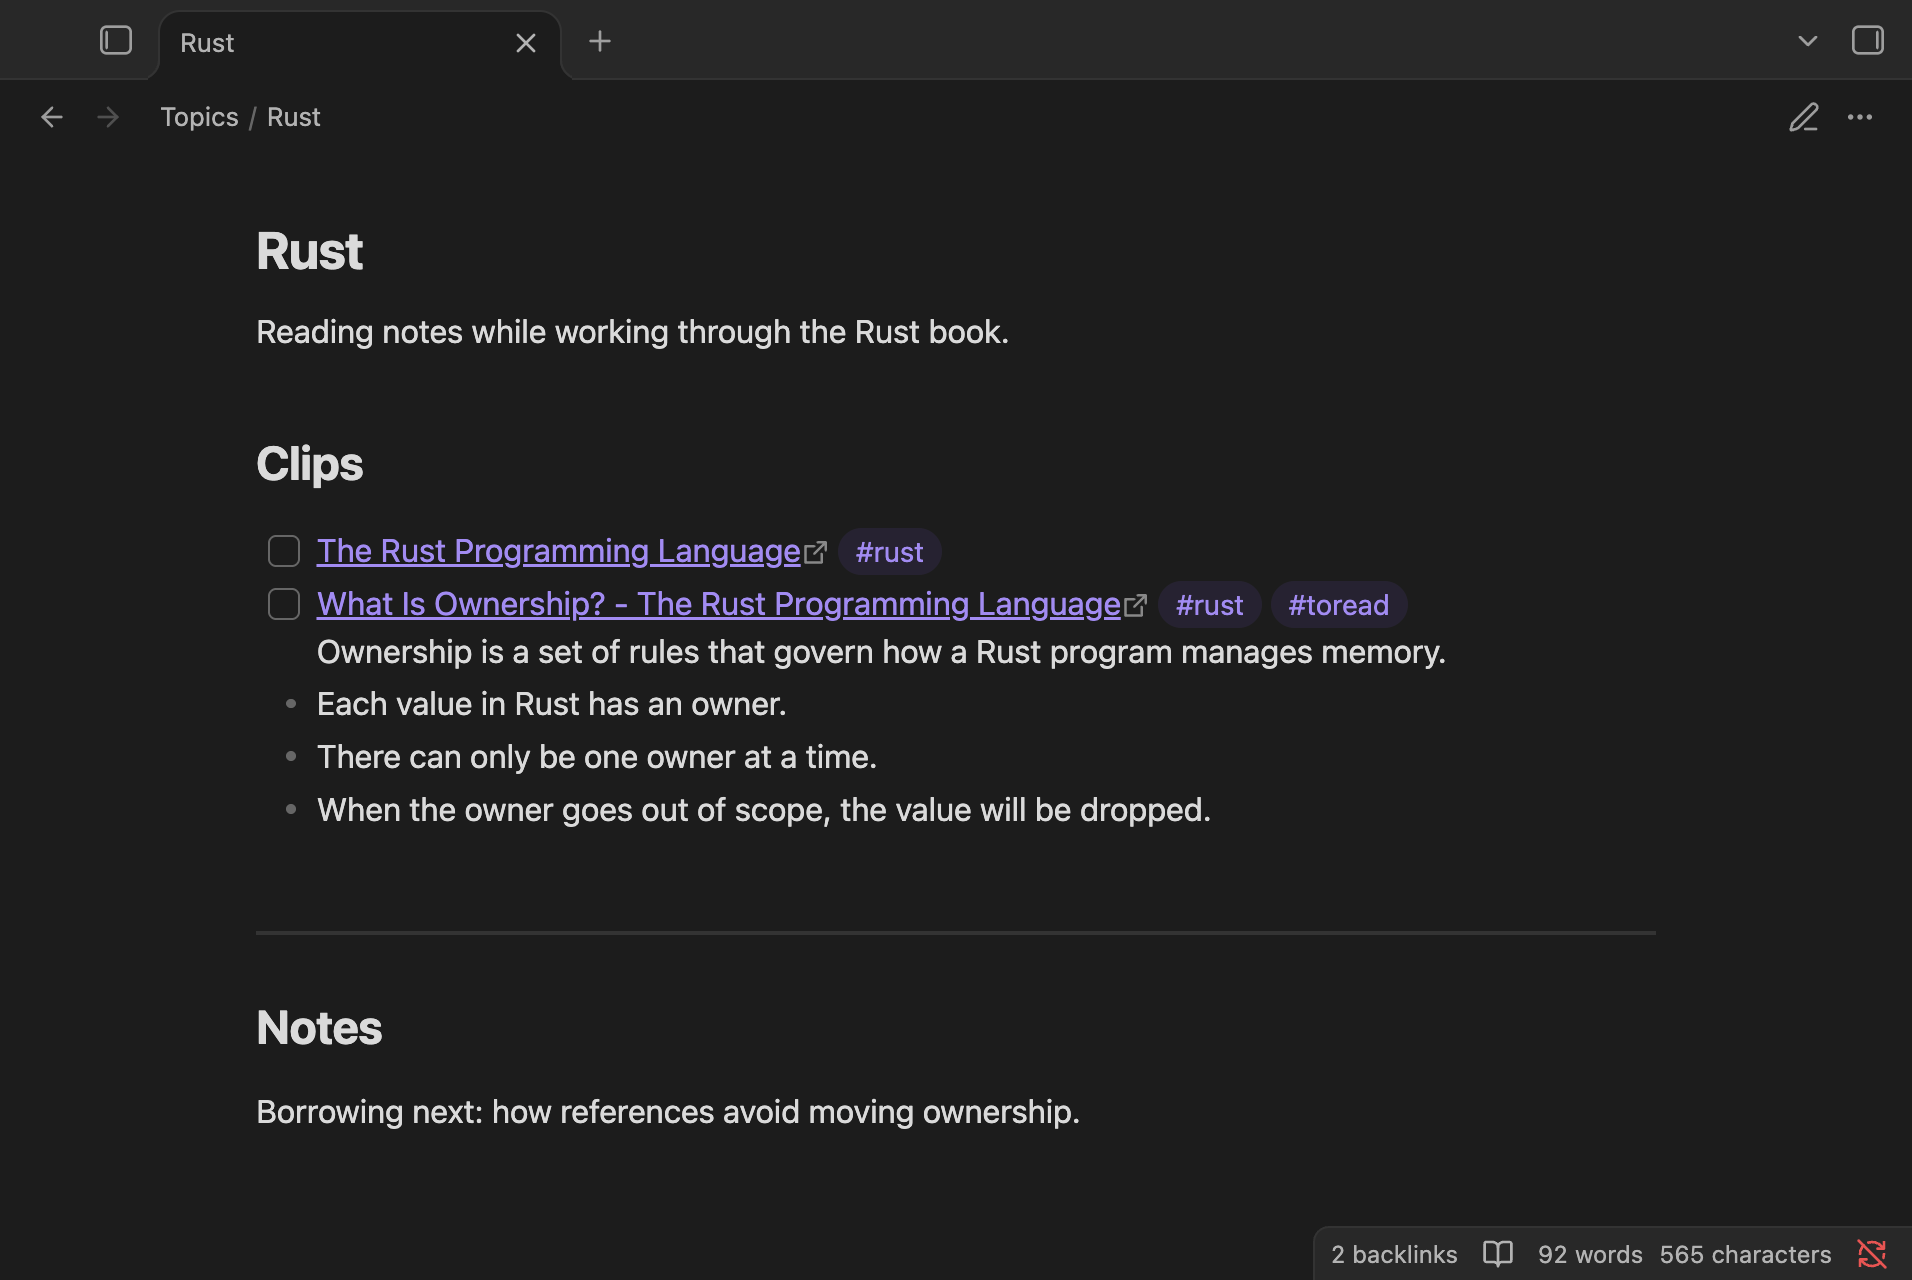 Rust
Topics / Rust
Rust
Reading notes while working through the Rust book.
Clips
The Rust Programming Language #rust
What Is Ownership? - The Rust Programming Language #rust #toread
Ownership is a set of rules that govern how a Rust program manages memory.
Each value in Rust has an owner.
There can only be one owner at a time.
When the owner goes out of scope, the value will be dropped.
Notes
Borrowing next: how references avoid moving ownership.
2 backlinks 92 words 565 characters